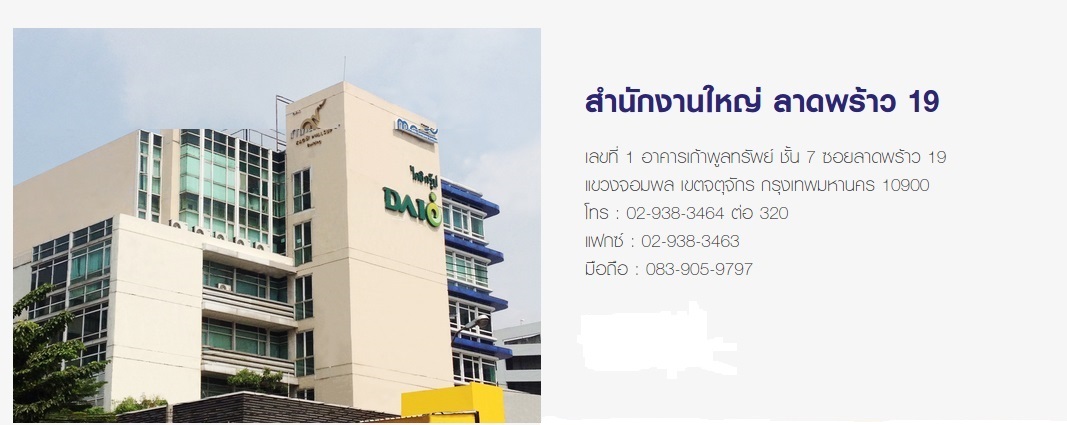 ไดอิ กรุ๊ป
DAIO
สำนักงานใหญ่ ลาดพร้าว 19
เลขที่ 1 อาคารเก้าพูลทรัพย์ ชั้น 7 ซอยลาดพร้าว 19
แขวงจอมพล เขตจตุจักร กรุงเทพมหานคร 10900
โทร : 02-938-3464 ต่อ 320
แฟกซ์ : 02-938-3463
มือถือ : 083-905-9797